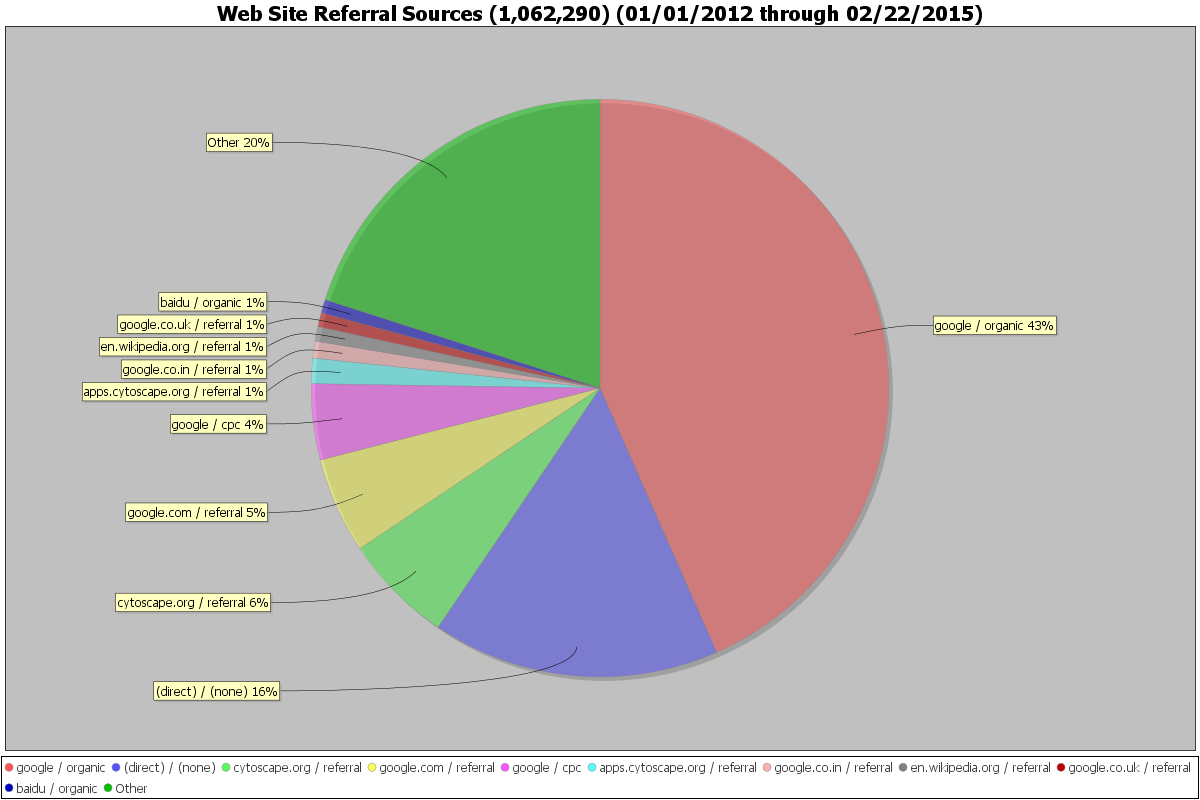 Web Site Referral Sources (1,062,290) (01/01/2012 through 02/22/2015)
Other 20%
baidu / organic 1%
google.co.uk / referral 1%
google / organic 43%
en.wikipedia.org / referral 1%
google.co.in / referral 1%
apps.cytoscape.org / referral 1%
google / cpc 4%
google.com / referral 5%
cytoscape.org / referral 6%
(direct) / (none) 16%
google / organic (direct) / (none) cytoscape.org / referral google.com / referral google / cpc apps.cytoscape.org / referral google.co.in / referral en.wikipedia.org / referral google.co.uk / referral
baidu / organic Other